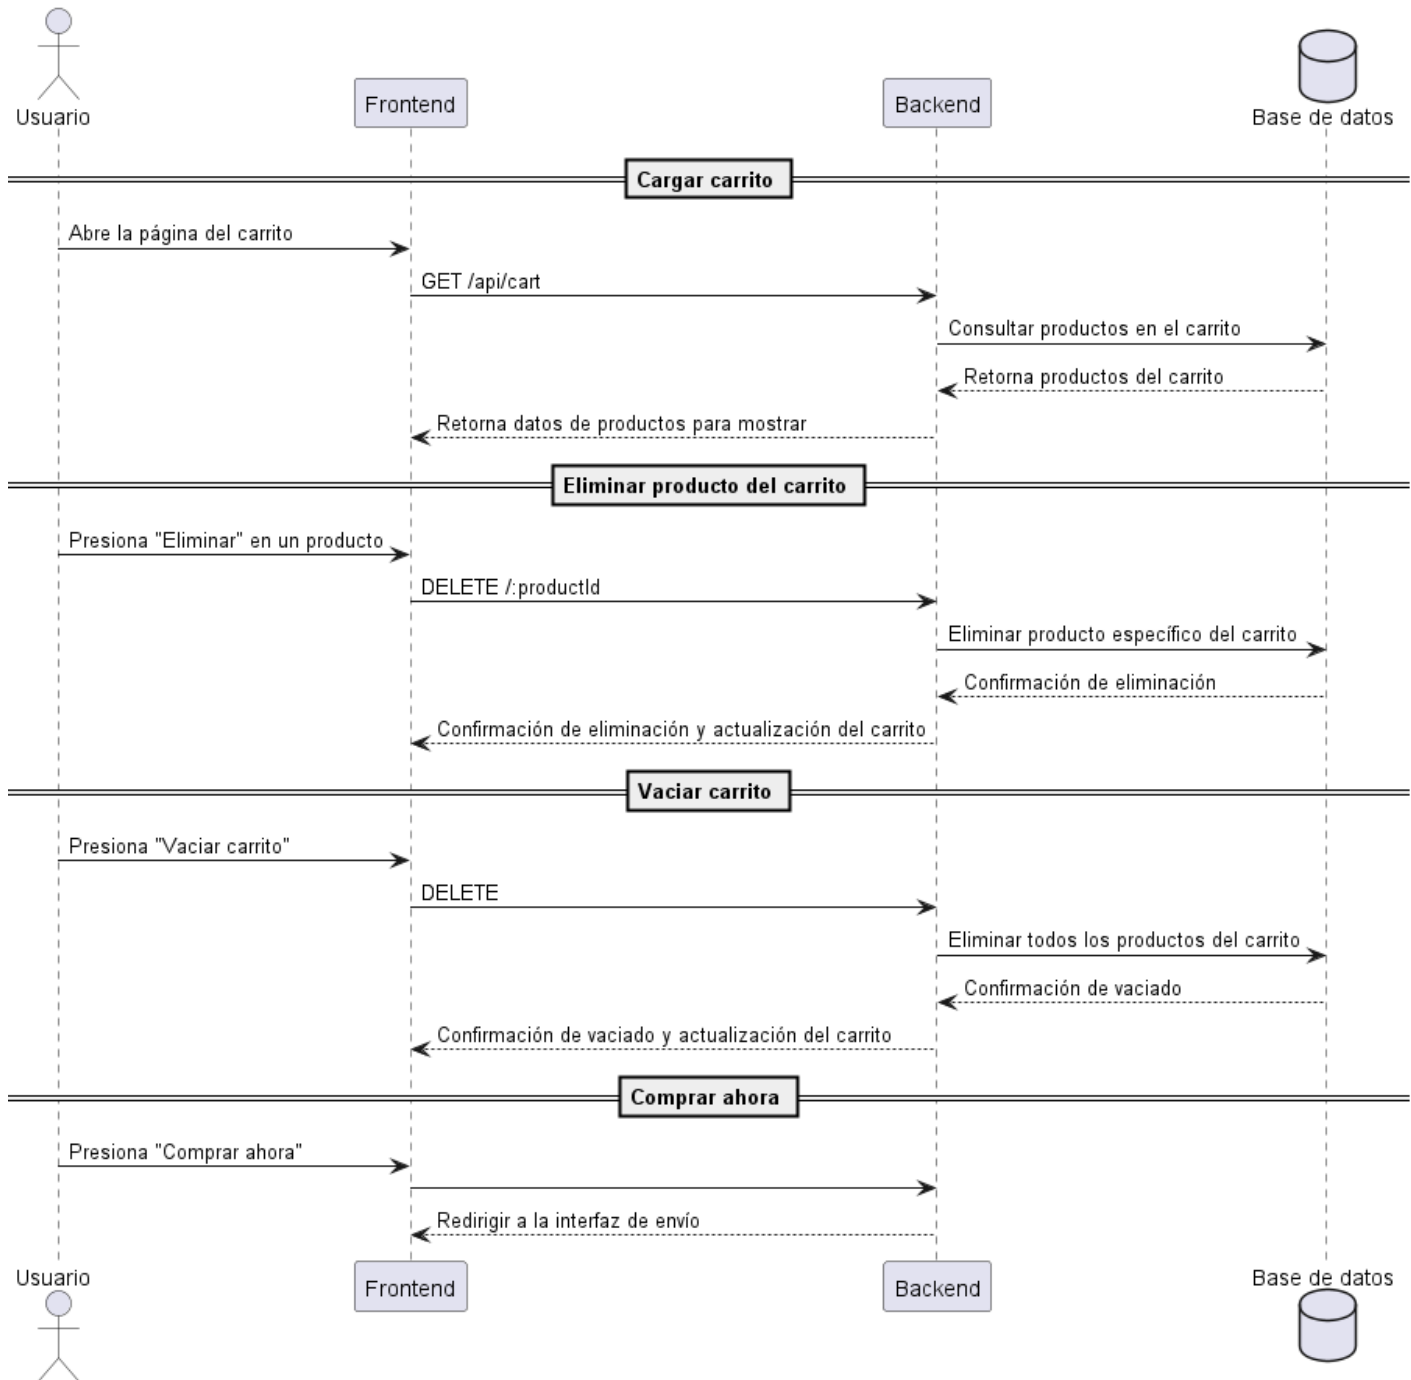 Usuario
Frontend
Backend
Base de datos
Cargar carrito
Abre la página del carrito
GET /api/cart
Consultar productos en el carrito
Retorna productos del carrito
Retorna datos de productos para mostrar
Eliminar producto del carrito
Presiona "Eliminar" en un producto
DELETE /:productId
Eliminar producto específico del carrito
Confirmación de eliminación
Confirmación de eliminación y actualización del carrito
Vaciar carrito
Presiona "Vaciar carrito"
DELETE
Eliminar todos los productos del carrito
Confirmación de vaciado
Confirmación de vaciado y actualización del carrito
Comprar ahora
Presiona "Comprar ahora"
Redirigir a la interfaz de envío
Usuario
Frontend
Backend
Base de datos